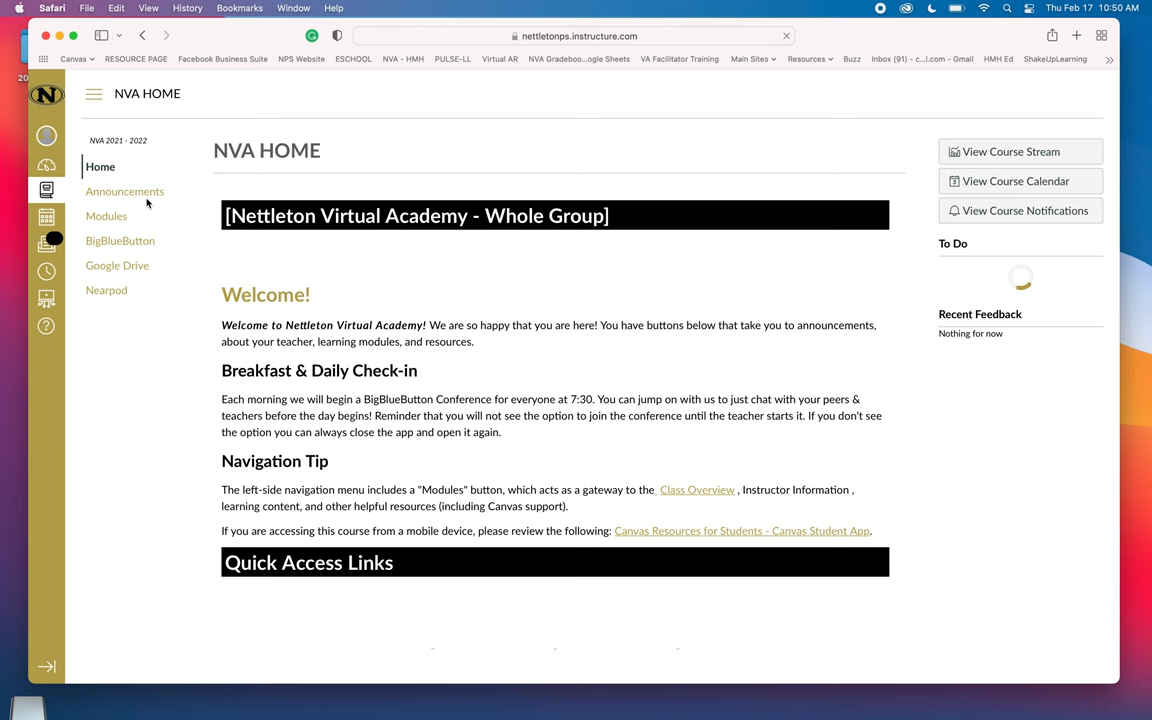 Safari File Edit View History Bookmarks Window Help Thu Feb 17 10:50 AM
nettletonps.instructure.com
Canvas RESOURCE PAGE Facebook Business Suite NPS Website ESCHOOL NVA - HMH PULSE-LL Virtual AR NVA Gradeboo...ogle Sheets VA Facilitator Training Main Sites Resources Buzz Inbox (91) - c...l.com - Gmail HMH Ed ShakeUpLearning
20
N
NVA HOME
NVA 2021 - 2022
Home
Announcements
Modules
BigBlueButton
Google Drive
Nearpod
NVA HOME
[Nettleton Virtual Academy - Whole Group]
Welcome!
Welcome to Nettleton Virtual Academy! We are so happy that you are here! You have buttons below that take you to announcements,
about your teacher, learning modules, and resources.
Breakfast & Daily Check-in
Each morning we will begin a BigBlueButton Conference for everyone at 7:30. You can jump on with us to just chat with your peers &
teachers before the day begins! Reminder that you will not see the option to join the conference until the teacher starts it. If you don't see
the option you can always close the app and open it again.
Navigation Tip
The left-side navigation menu includes a "Modules" button, which acts as a gateway to the Class Overview , Instructor Information ,
learning content, and other helpful resources (including Canvas support).
If you are accessing this course from a mobile device, please review the following: Canvas Resources for Students - Canvas Student App.
Quick Access Links
View Course Stream
View Course Calendar
View Course Notifications
To Do
Recent Feedback
Nothing for now